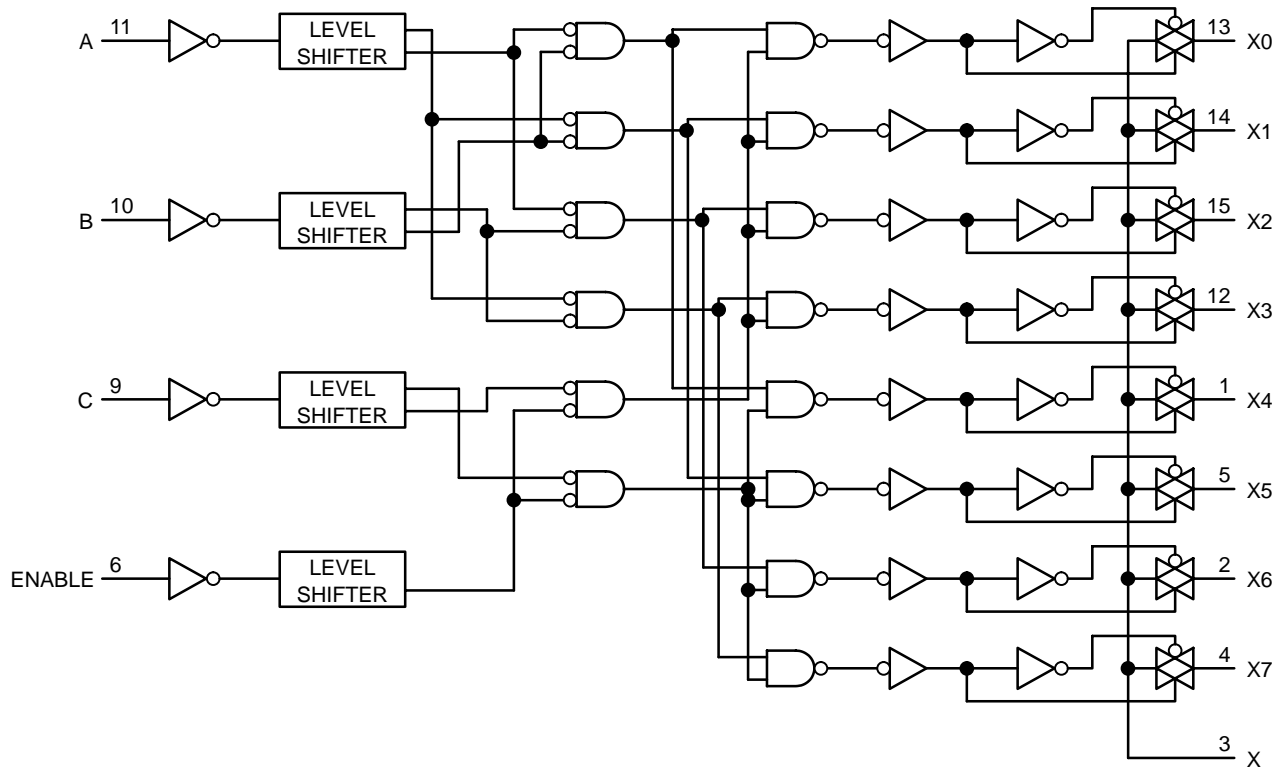 A 11 LEVEL SHIFTER 13 X0
14 X1
B 10 LEVEL SHIFTER 15 X2
12 X3
C 9 LEVEL SHIFTER 1 X4
5 X5
ENABLE 6 LEVEL SHIFTER 2 X6
4 X7
3 X